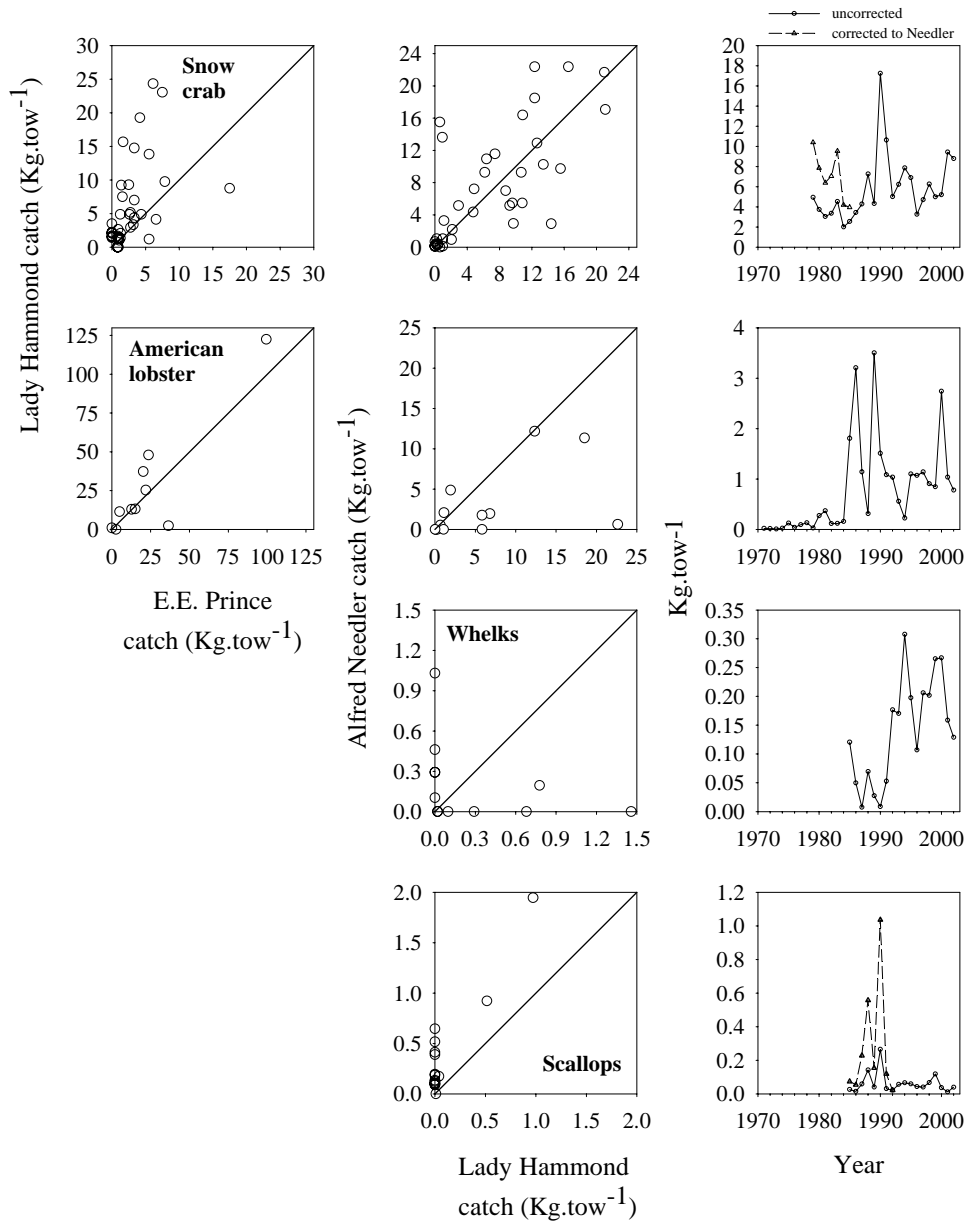 uncorrected
corrected to Needler
Lady Hammond catch (Kg.tow-1)
30
25
20
15
10
5
0
Snow
crab
0 5 10 15 20 25 30
24
20
16
12
8
4
0
0 4 8 12 16 20 24
20
18
16
14
12
10
8
6
4
2
0
1970 1980 1990 2000
125
100
75
50
25
0
American
lobster
0 25 50 75 100 125
E.E. Prince
catch (Kg.tow-1)
Alfred Needler catch (Kg.tow-1)
25
20
15
10
5
0
0 5 10 15 20 25
Kg.tow-1
4
3
2
1
0
1970 1980 1990 2000
1.5
1.2
0.9
0.6
0.3
0.0
Whelks
0.0 0.3 0.6 0.9 1.2 1.5
0.35
0.30
0.25
0.20
0.15
0.10
0.05
0.00
1970 1980 1990 2000
2.0
1.5
1.0
0.5
0.0
Scallops
0.0 0.5 1.0 1.5 2.0
Lady Hammond
catch (Kg.tow-1)
1.2
1.0
0.8
0.6
0.4
0.2
0.0
1970 1980 1990 2000
Year